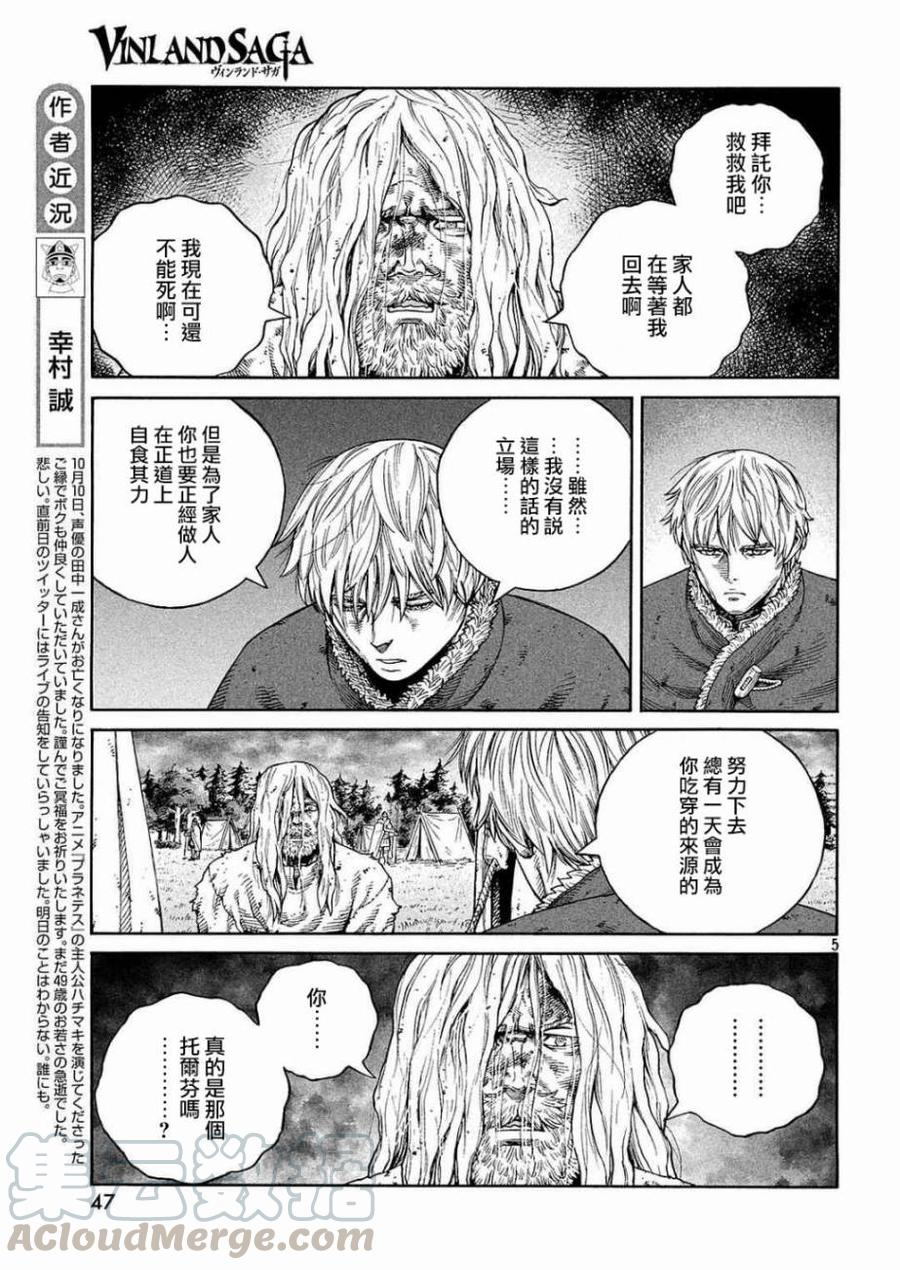 VINLAND SAGA
ヴィンランド・サガ
拜託你…
救救我吧
家人都
在等著我
回去啊
我現在可還
不能死啊…
……雖然…
…我沒有說
這樣的話的
立場……
但是為了家人
你也要正經做人
在正道上
自食其力
努力下去
總有一天會成為
你吃穿的來源的
5
…………
你……
真的是那個
托爾芬嗎
………？
作者近況
幸村誠
10月10日、声優の田中一成さんがお亡くなりになりました。アニメ「プラネテス」の主人公ハチマキを演じてくださった
ご縁でボクも仲良くしていただいていました。謹んでご冥福をお祈りいたします。まだ49歳のお若さの急逝でした。
悲しい。直前日のツイッターにはライブの告知をしていらっしゃいました。明日のことはわからない。誰にも。
47
集云数据
ACloudMerge.com